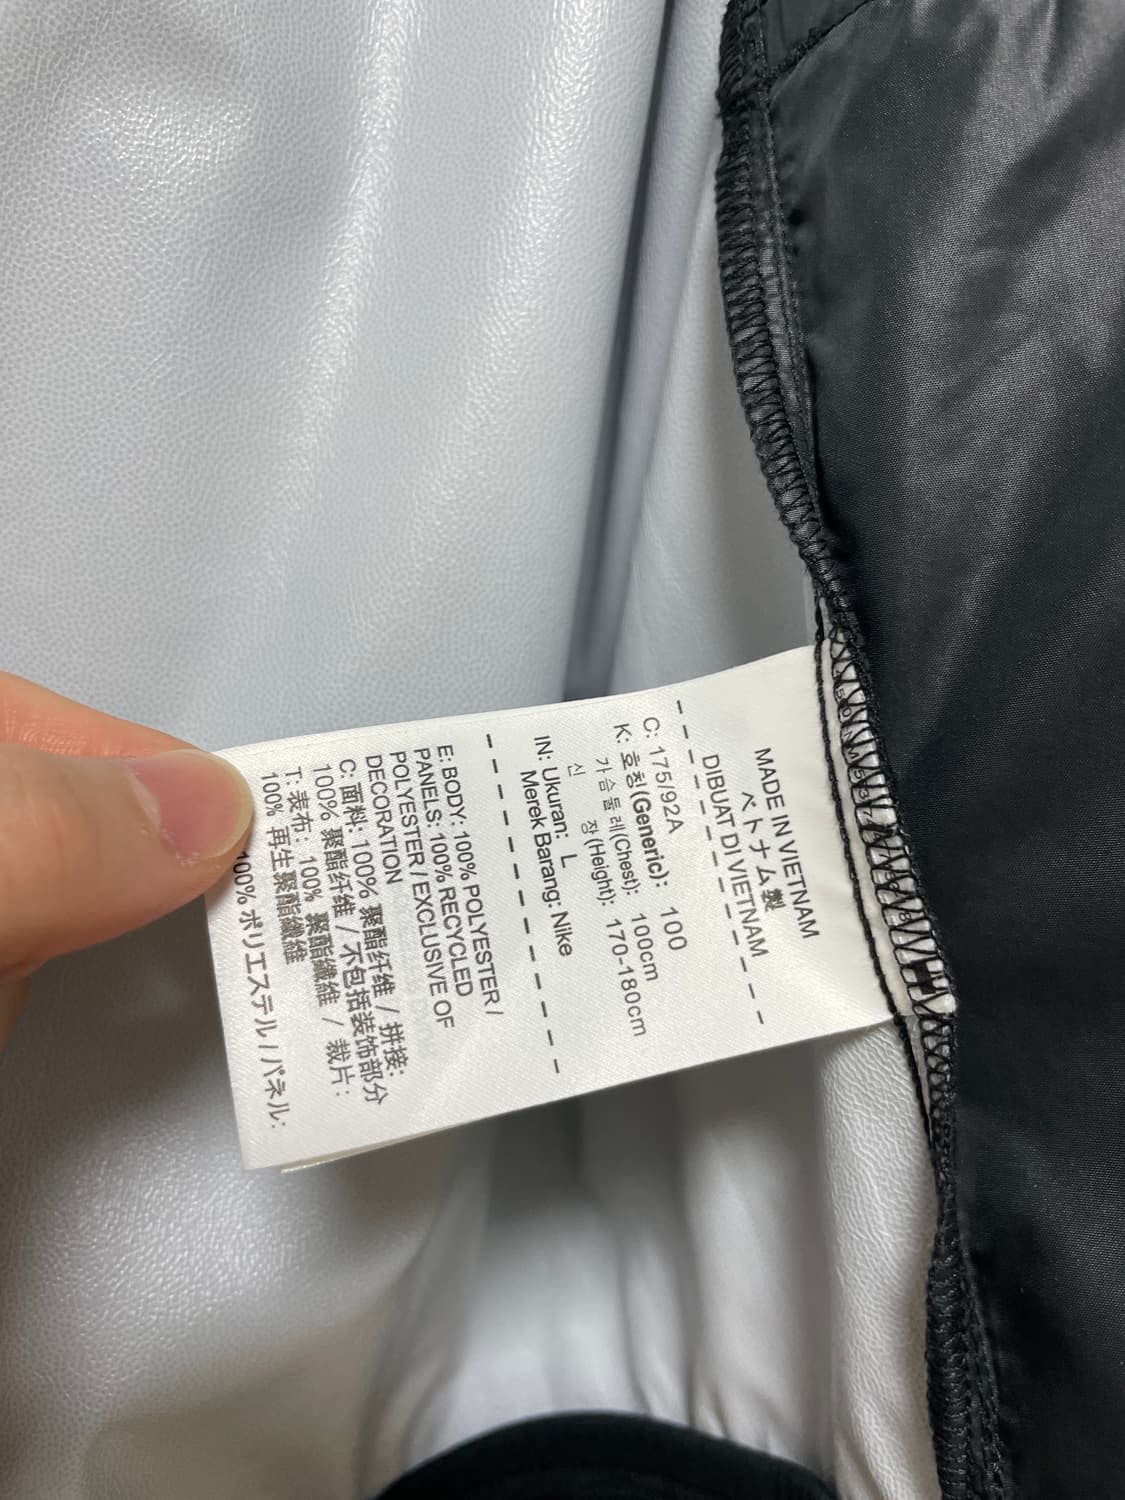 MADE IN VIETNAM
ベトナム製
DIBUAT DI VIETNAM
C: 175/92A
K: 호칭(Generic): 100
가슴둘레(Chest): 100cm
신 장(Height): 170-180cm
IN: Ukuran: L
Merek Barang: Nike
E: BODY: 100% POLYESTER /
PANELS: 100% RECYCLED
POLYESTER / EXCLUSIVE OF
DECORATION
C: 面料: 100% 聚酯纤维 / 拼接:
100% 聚酯纤维 / 不包括装饰部分
T: 表布: 100% 聚酯纖維 / 裁片:
100% 再生聚酯纖維
100% ポリエステル / パネル: